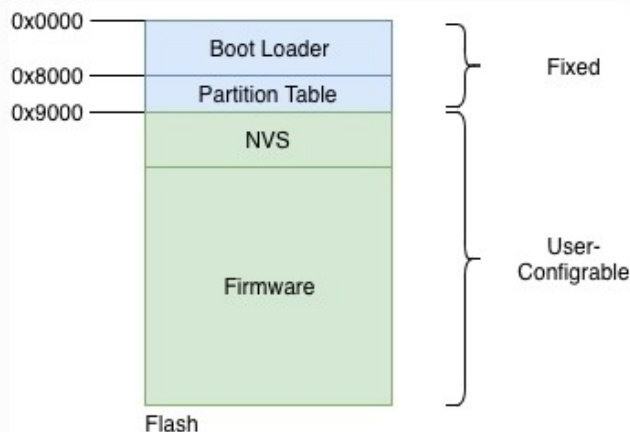 0x0000
Boot Loader
Fixed
0x8000
Partition Table
0x9000
NVS
Firmware
User-
Configrable
Flash